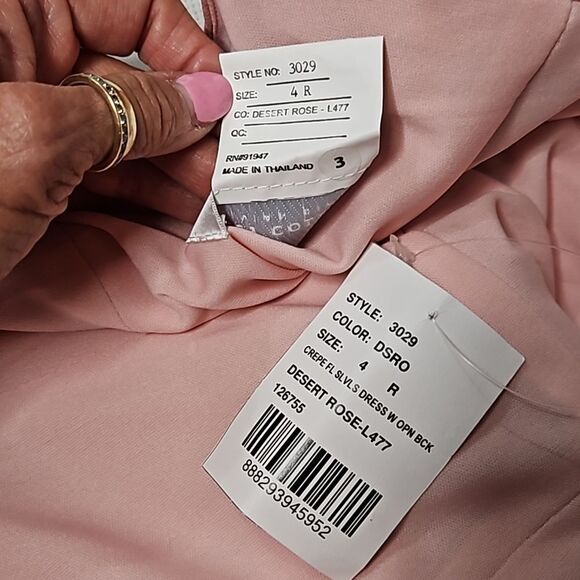 STYLE NO: 3029
SIZE: 4 R
CO: DESERT ROSE - L477
QC:
RN#91947
MADE IN THAILAND 3
STYLE: 3029
COLOR: DSRO
SIZE: 4 R
CREPE FL SLVLS DRESS W OPN BCK
DESERT ROSE-L477
126755
888293945952